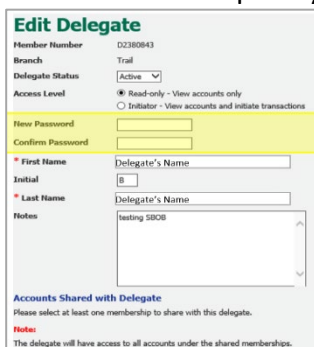 Edit Delegate
Member Number D2380843
Branch Trail
Delegate Status Active
Access Level Read-only - View accounts only
Initiator - View accounts and initiate transactions
New Password
Confirm Password
* First Name Delegate's Name
Initial B
* Last Name Delegate's Name
Notes testing SBOB
Accounts Shared with Delegate
Please select at least one membership to share with this delegate.
Note:
The delegate will have access to all accounts under the shared memberships.